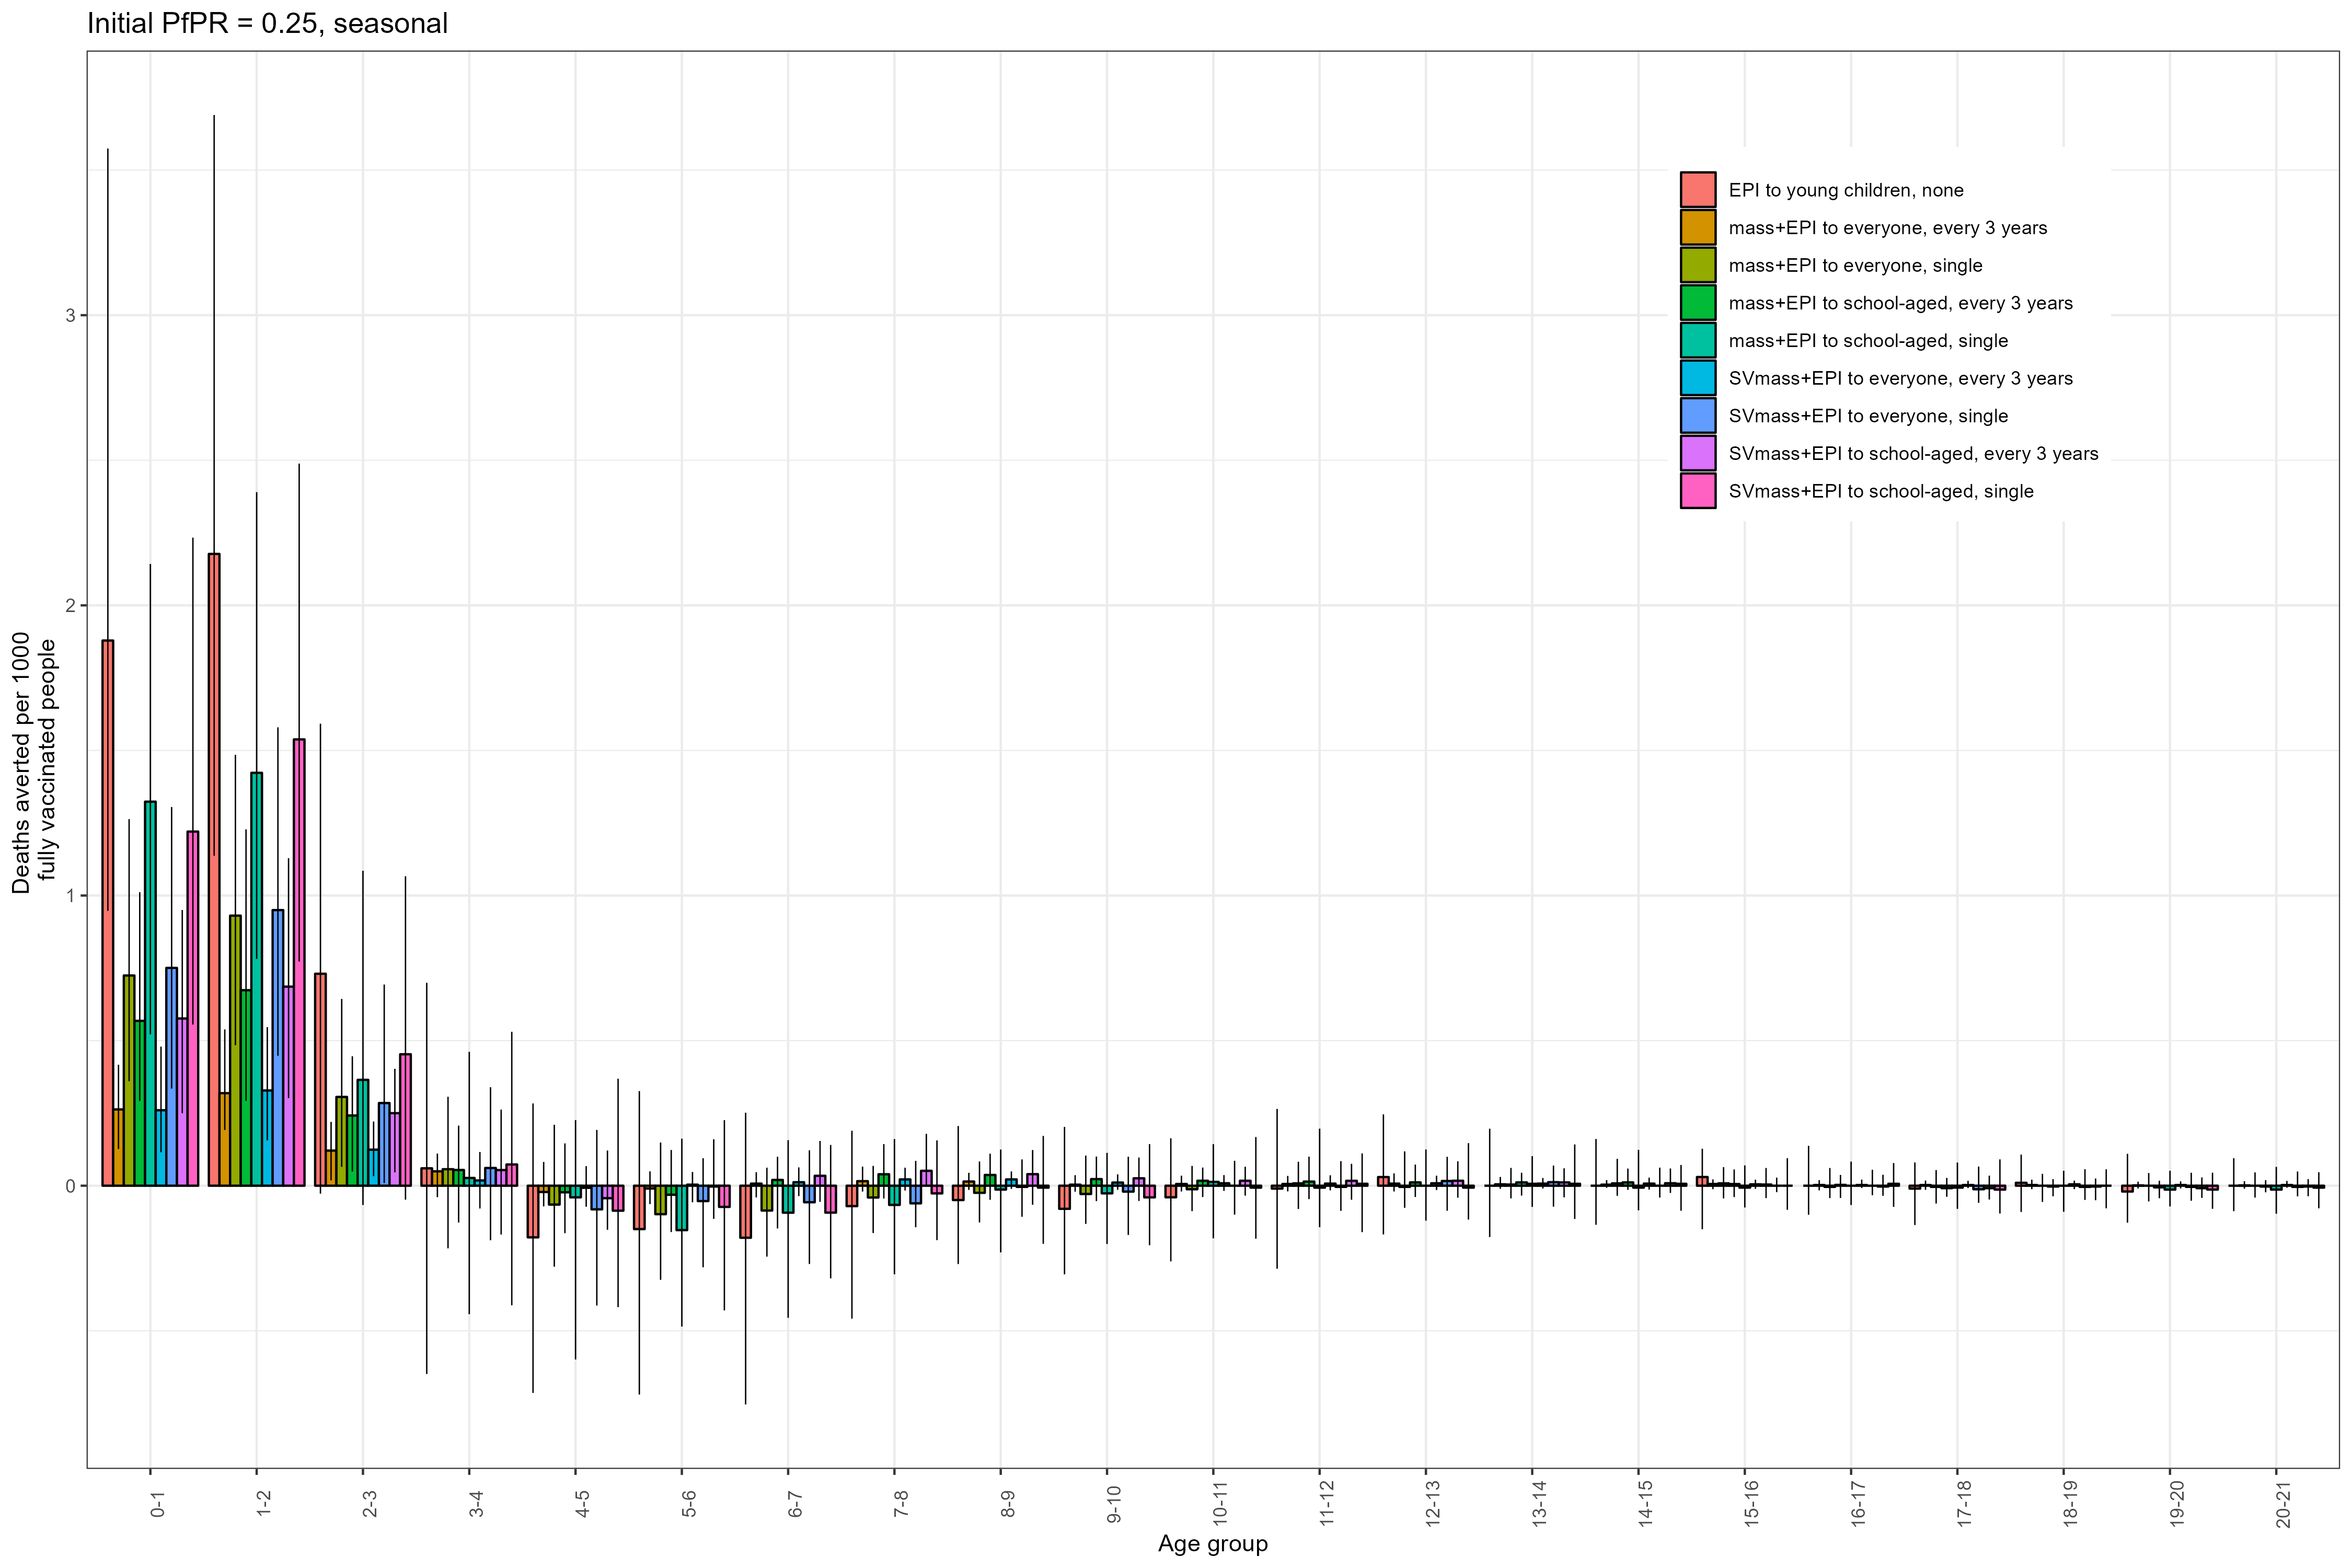 Initial PfPR = 0.25, seasonal
Deaths averted per 1000
fully vaccinated people
3
2
1
0
EPI to young children, none
mass+EPI to everyone, every 3 years
mass+EPI to everyone, single
mass+EPI to school-aged, every 3 years
mass+EPI to school-aged, single
SVmass+EPI to everyone, every 3 years
SVmass+EPI to everyone, single
SVmass+EPI to school-aged, every 3 years
SVmass+EPI to school-aged, single
0-1
1-2
2-3
3-4
4-5
5-6
6-7
7-8
8-9
9-10
10-11
11-12
12-13
13-14
14-15
15-16
16-17
17-18
18-19
19-20
20-21
Age group